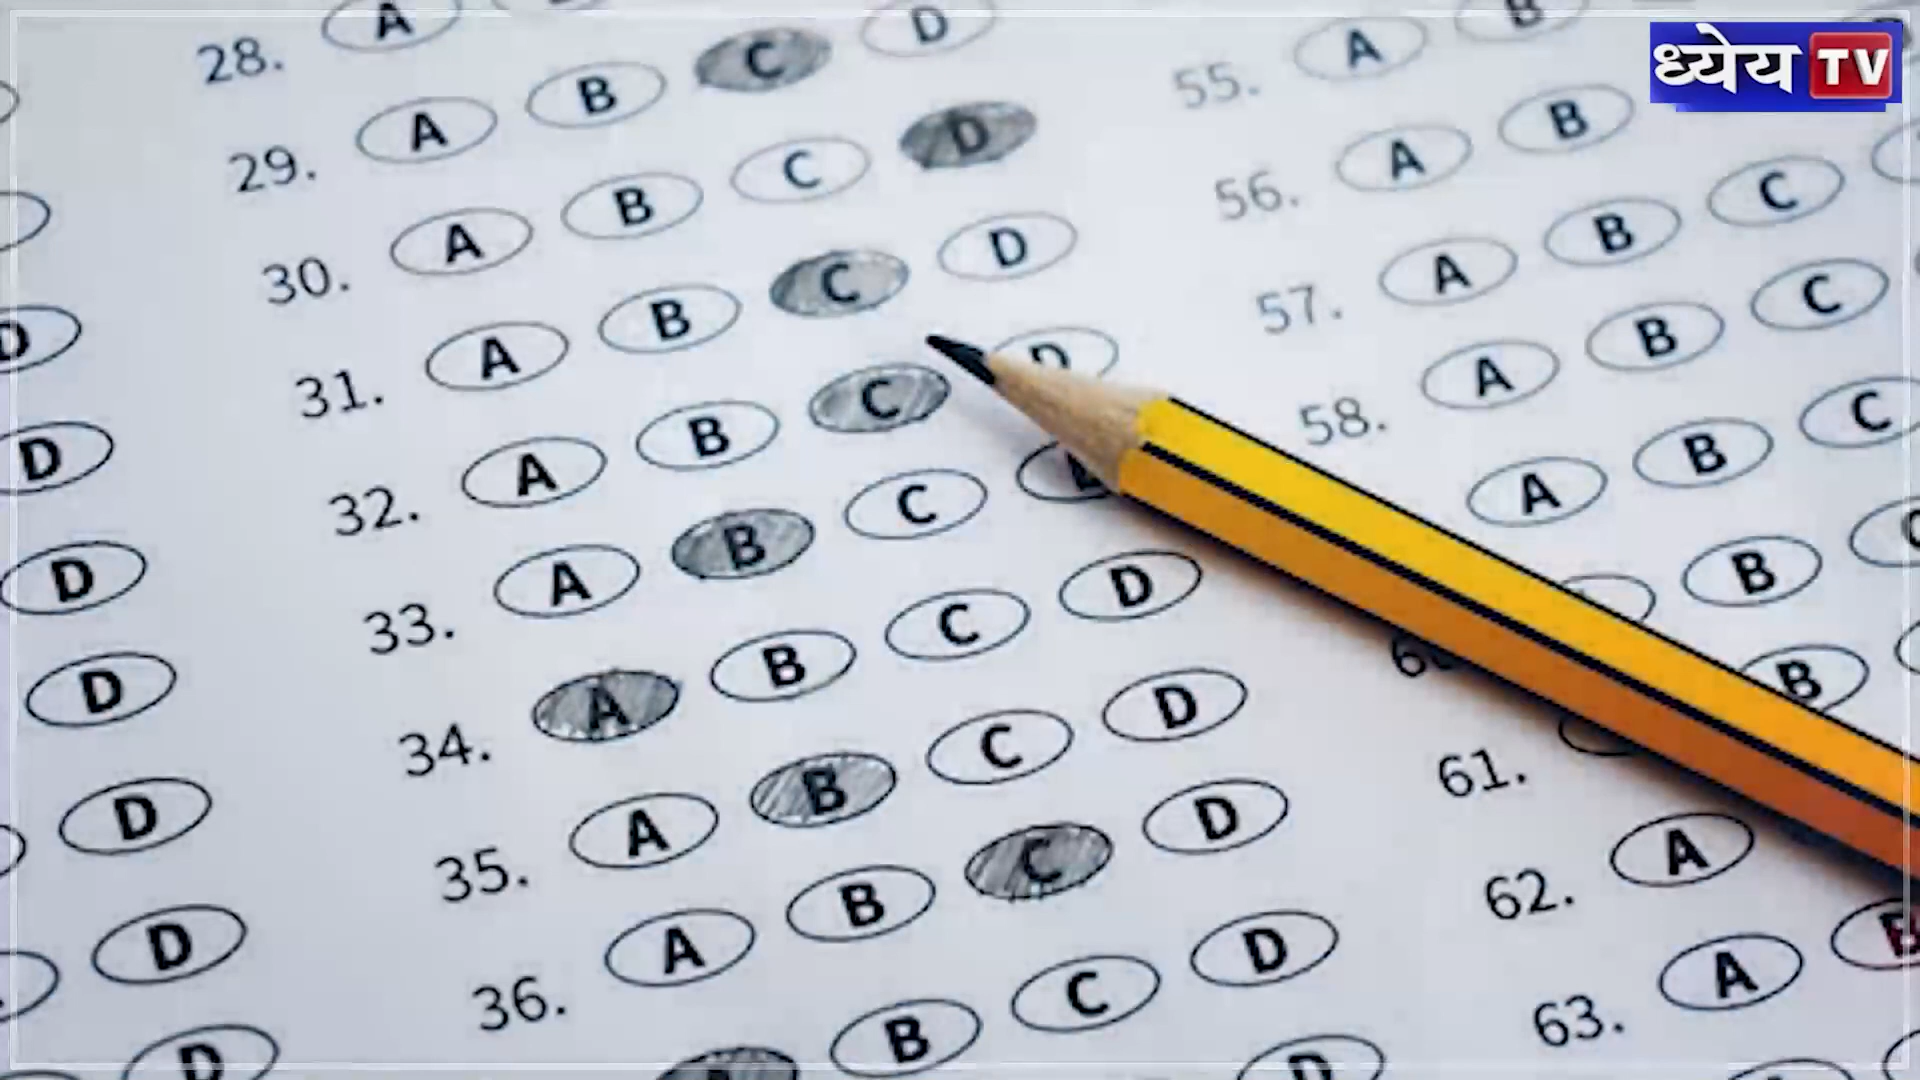 ध्येय TV
D
D
D
D
D
D
D
28. A
29. A B C D
30. A B C D
31. A B C D
32. A B C D
33. A B C
34. A B C D
35. A B C D
36. A B C D
A B C D
D
55. A B
56. A B
57. A B C
58. A B C
A B C
B
61. B
62. A
63. A B